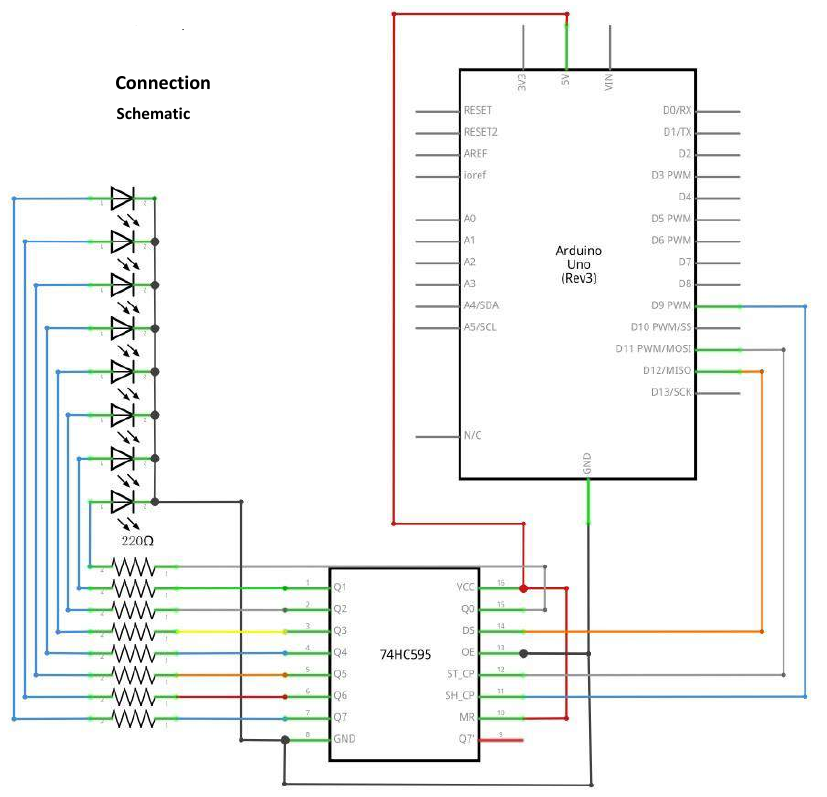 Connection
Schematic
3V3
5V
VIN
RESET
RESET2
AREF
ioref
A0
A1
A2
A3
A4/SDA
A5/SCL
N/C
Arduino
Uno
(Rev3)
D0/RX
D1/TX
D2
D3 PWM
D4
D5 PWM
D6 PWM
D7
D8
D9 PWM
D10 PWM/SS
D11 PWM/MOSI
D12/MISO
D13/SCK
GND
220Ω
74HC595
1 Q1
2 Q2
3 Q3
4 Q4
5 Q5
6 Q6
7 Q7
8 GND
VCC 16
Q0 15
DS 14
OE 13
ST_CP 12
SH_CP 11
MR 10
Q7' 9